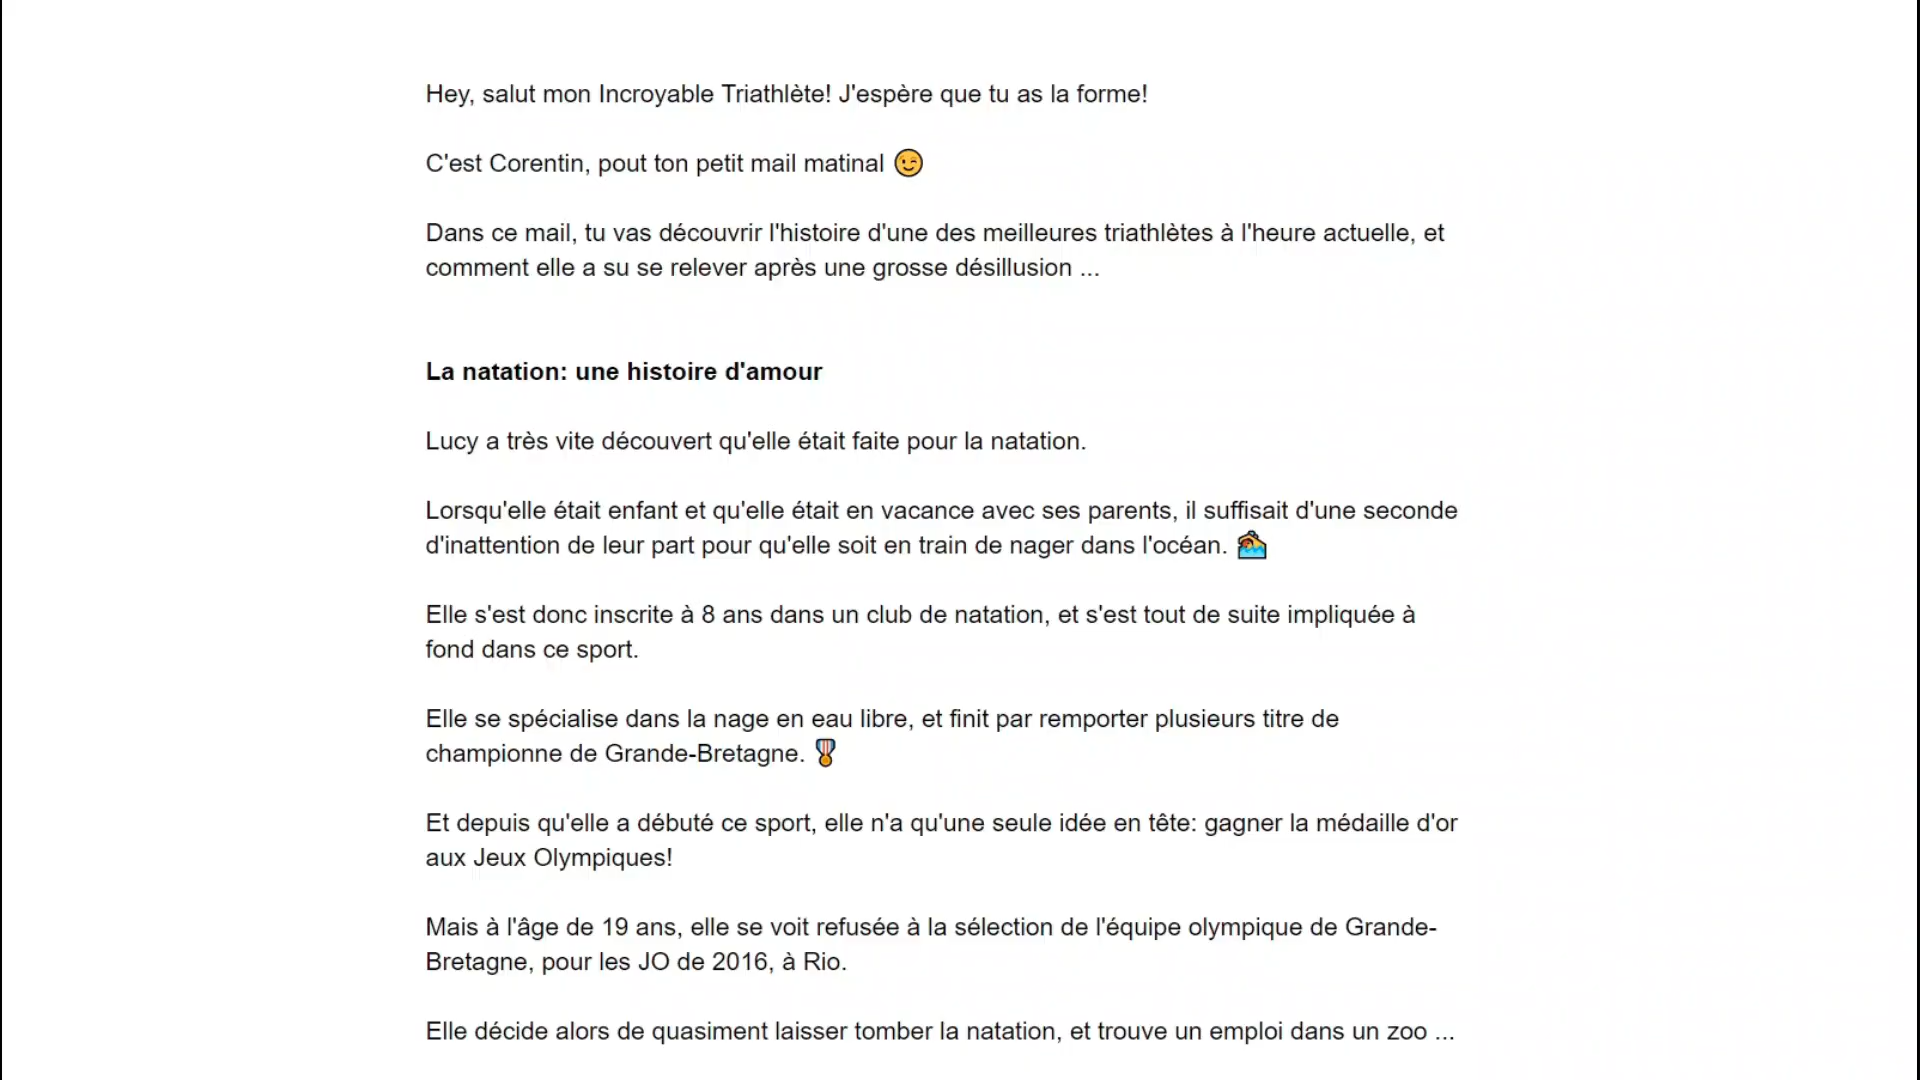 Hey, salut mon Incroyable Triathlète! J'espère que tu as la forme!
C'est Corentin, pout ton petit mail matinal 😉
Dans ce mail, tu vas découvrir l'histoire d'une des meilleures triathlètes à l'heure actuelle, et
comment elle a su se relever après une grosse désillusion ...
La natation: une histoire d'amour
Lucy a très vite découvert qu'elle était faite pour la natation.
Lorsqu'elle était enfant et qu'elle était en vacance avec ses parents, il suffisait d'une seconde
d'inattention de leur part pour qu'elle soit en train de nager dans l'océan. 🏊
Elle s'est donc inscrite à 8 ans dans un club de natation, et s'est tout de suite impliquée à
fond dans ce sport.
Elle se spécialise dans la nage en eau libre, et finit par remporter plusieurs titre de
championne de Grande-Bretagne. 🎖️
Et depuis qu'elle a débuté ce sport, elle n'a qu'une seule idée en tête: gagner la médaille d'or
aux Jeux Olympiques!
Mais à l'âge de 19 ans, elle se voit refusée à la sélection de l'équipe olympique de Grande-
Bretagne, pour les JO de 2016, à Rio.
Elle décide alors de quasiment laisser tomber la natation, et trouve un emploi dans un zoo ...